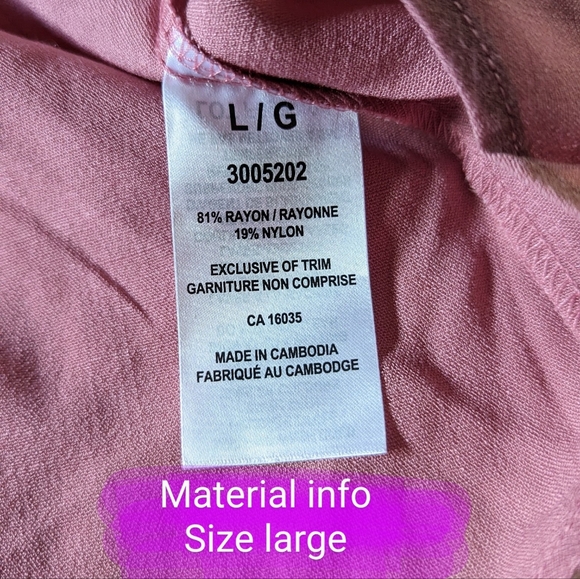 L / G
3005202
81% RAYON / RAYONNE
19% NYLON
EXCLUSIVE OF TRIM
GARNITURE NON COMPRISE
CA 16035
MADE IN CAMBODIA
FABRIQUÉ AU CAMBODGE
Material info
Size large